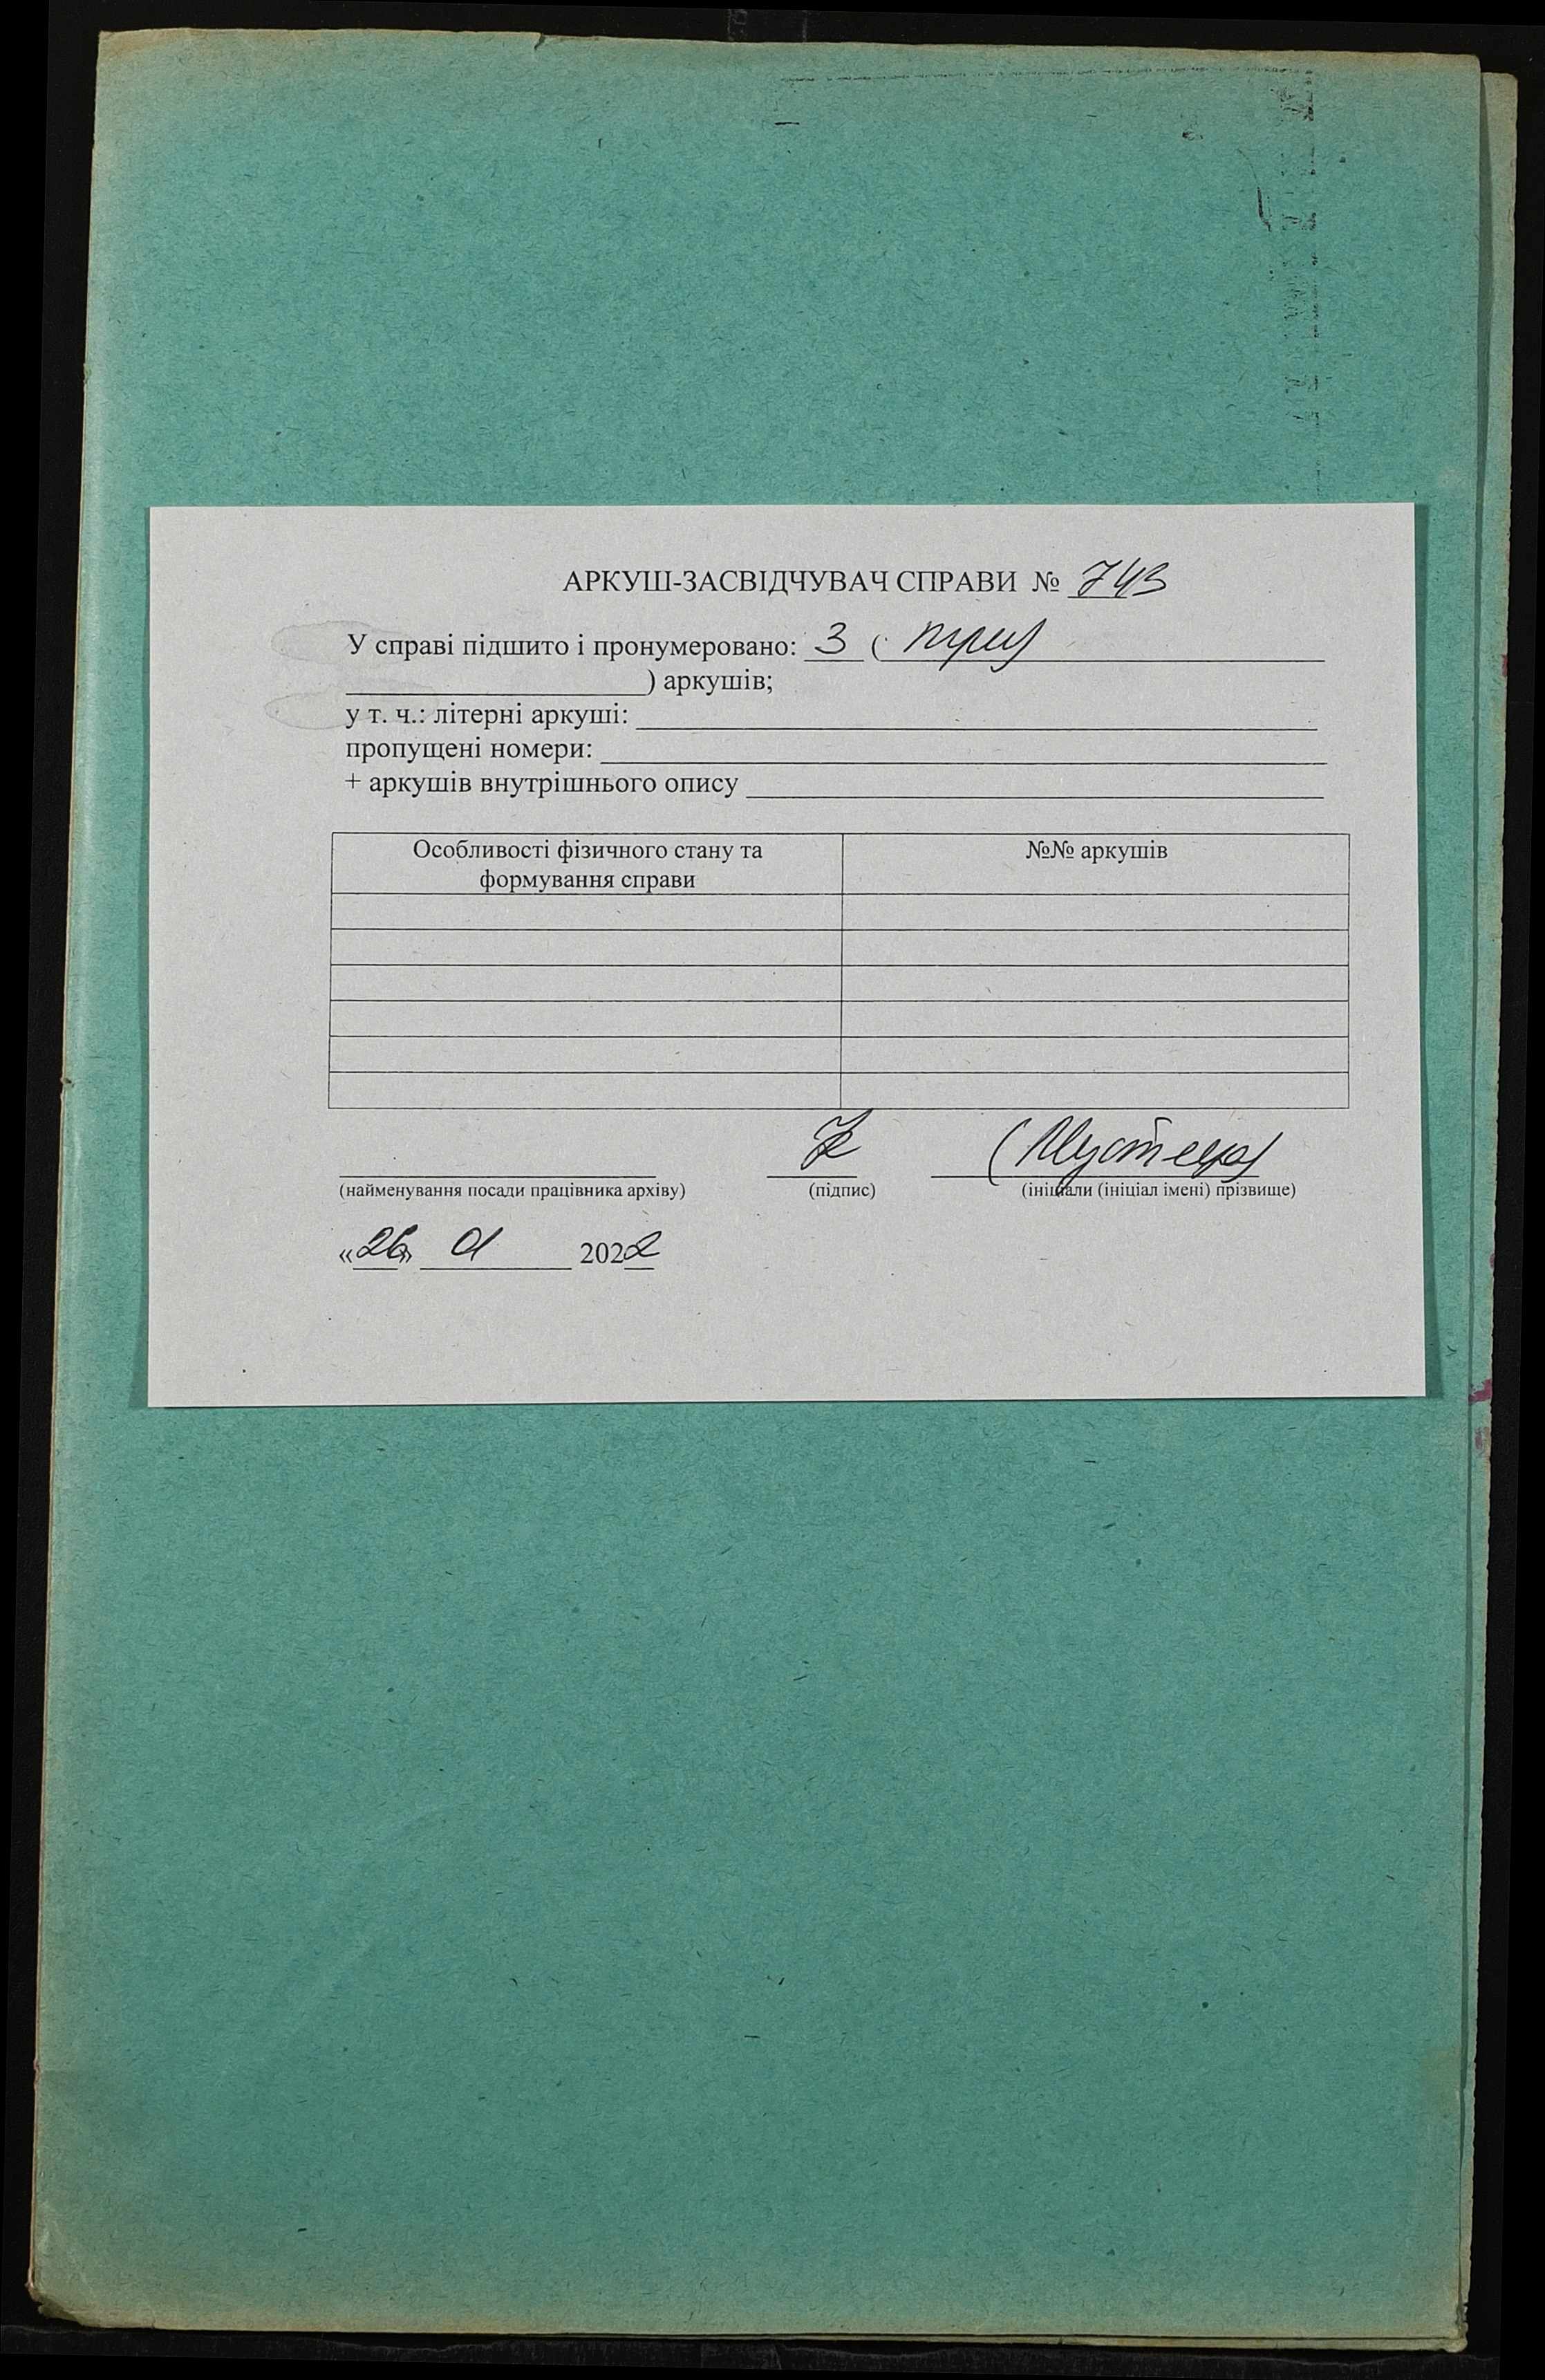 АРКУШ-ЗАСВІДЧУВАЧ СПРАВИ № 743
У справі підшито і пронумеровано: 3 ( три
) аркушів;
у т. ч.: літерні аркуші:
пропущені номери:
+ аркушів внутрішнього опису
Особливості фізичного стану та
формування справи
№№ аркушів
(найменування посади працівника архіву)
(підпис)
(ініціали (ініціал імені) прізвище)
«26» 01 2022